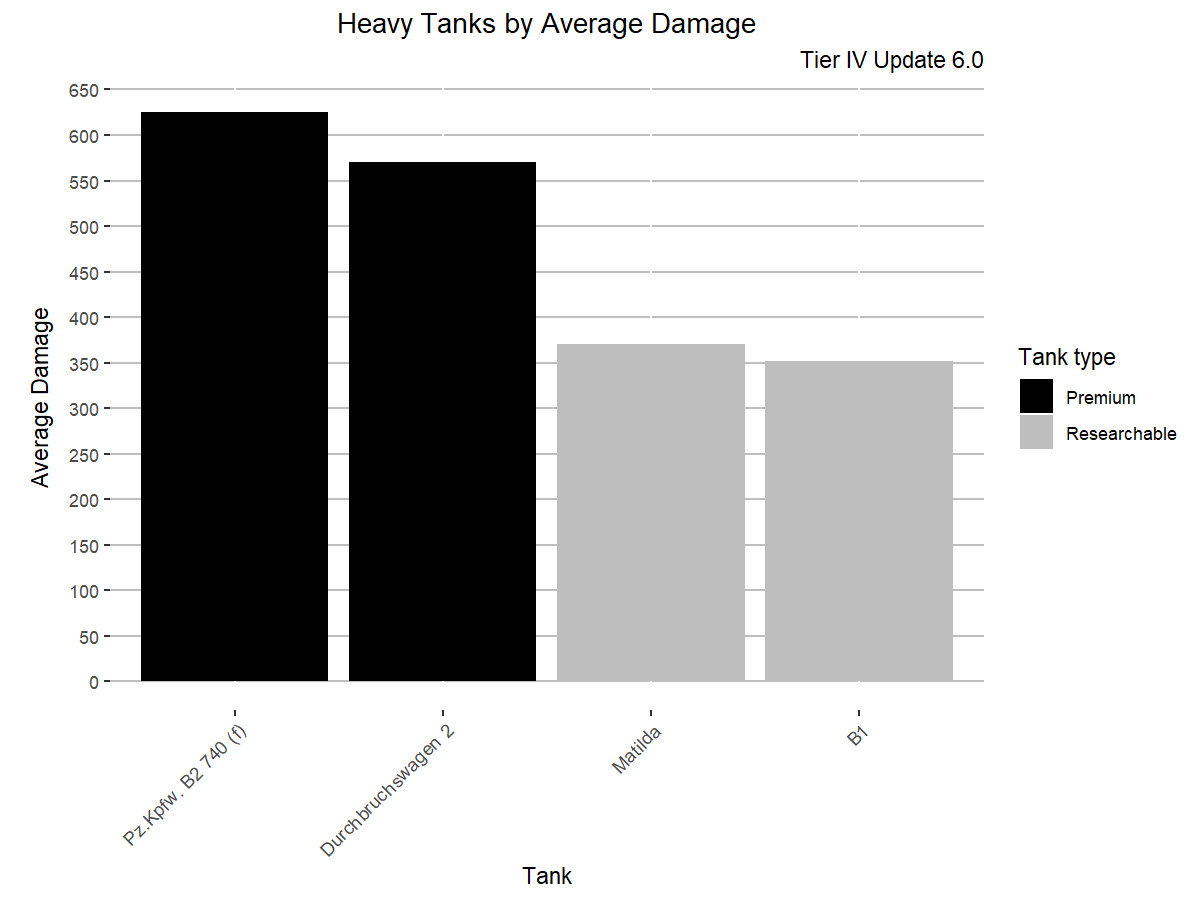 Heavy Tanks by Average Damage
Tier IV Update 6.0
650
600
550
500
450
400
350
300
250
200
150
100
50
0
Average Damage
Pz.Kpfw. B2 740 (f)
Durchbruchswagen 2
Matilda
B1
Tank
Tank type
Premium
Researchable